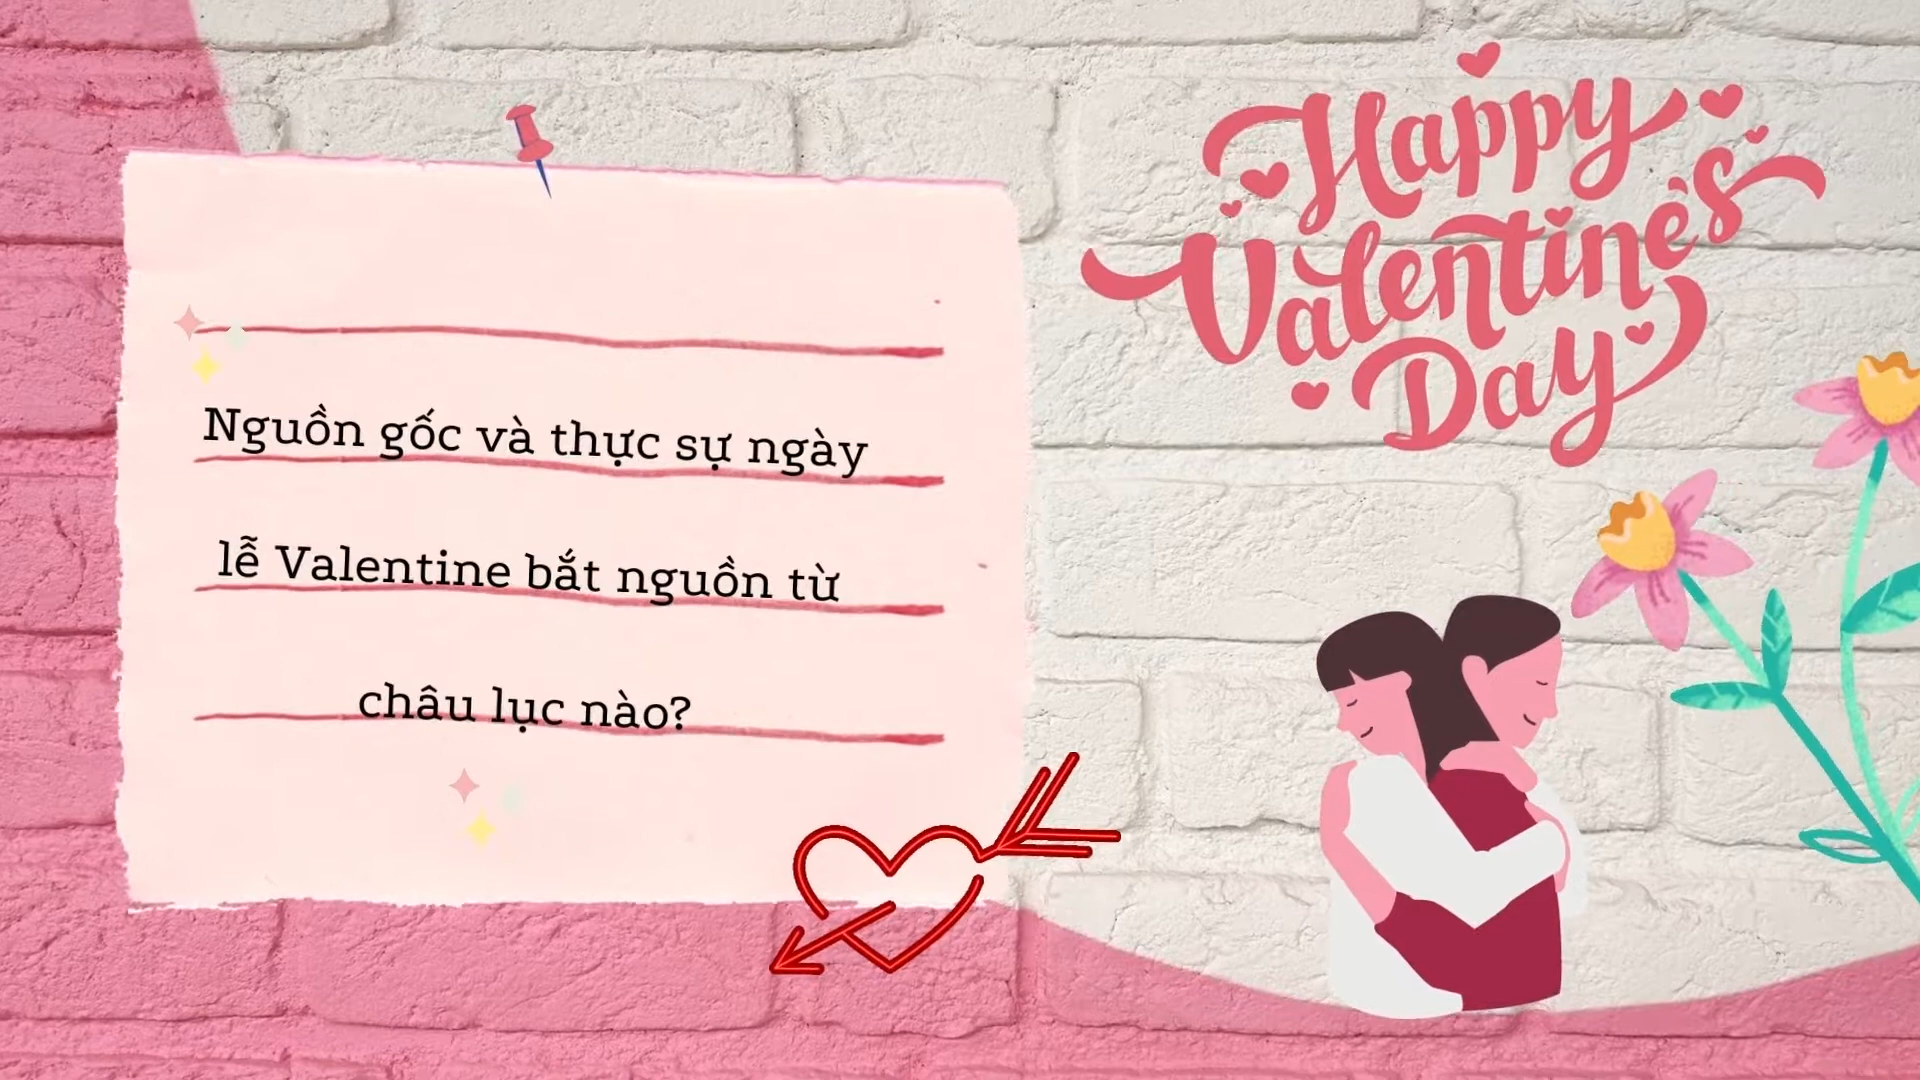 Nguồn gốc và thực sự ngày
lễ Valentine bắt nguồn từ
châu lục nào?
Happy
Valentine's
Day